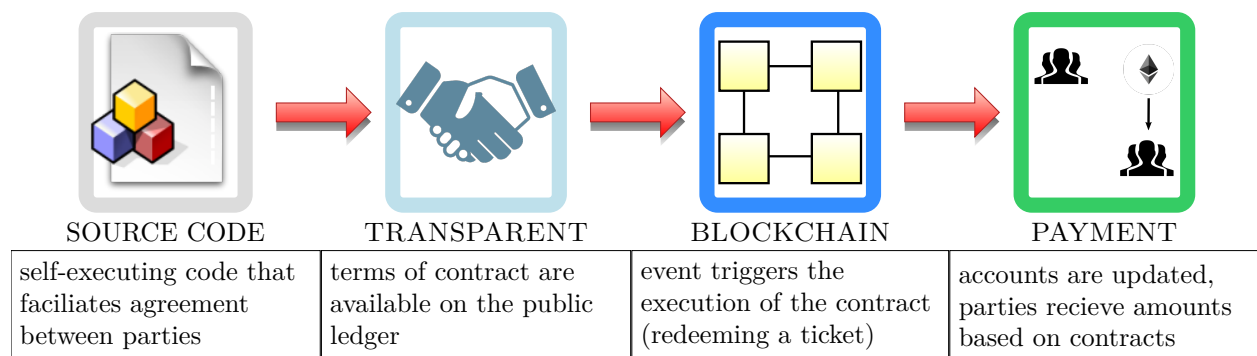 SOURCE CODE
TRANSPARENT
BLOCKCHAIN
PAYMENT
self-executing code that
faciliates agreement
between parties
terms of contract are
available on the public
ledger
event triggers the
execution of the contract
(redeeming a ticket)
accounts are updated,
parties recieve amounts
based on contracts